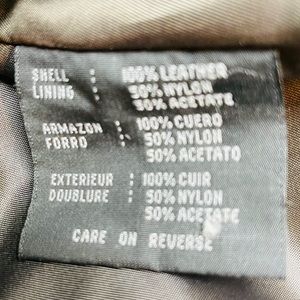 SHELL : 100% LEATHER
LINING : 50% NYLON
50% ACETATE
ARMAZON : 100% CUERO
FORRO : 50% NYLON
50% ACETATO
EXTERIEUR : 100% CUIR
DOUBLURE : 50% NYLON
50% ACETATE
CARE ON REVERSE